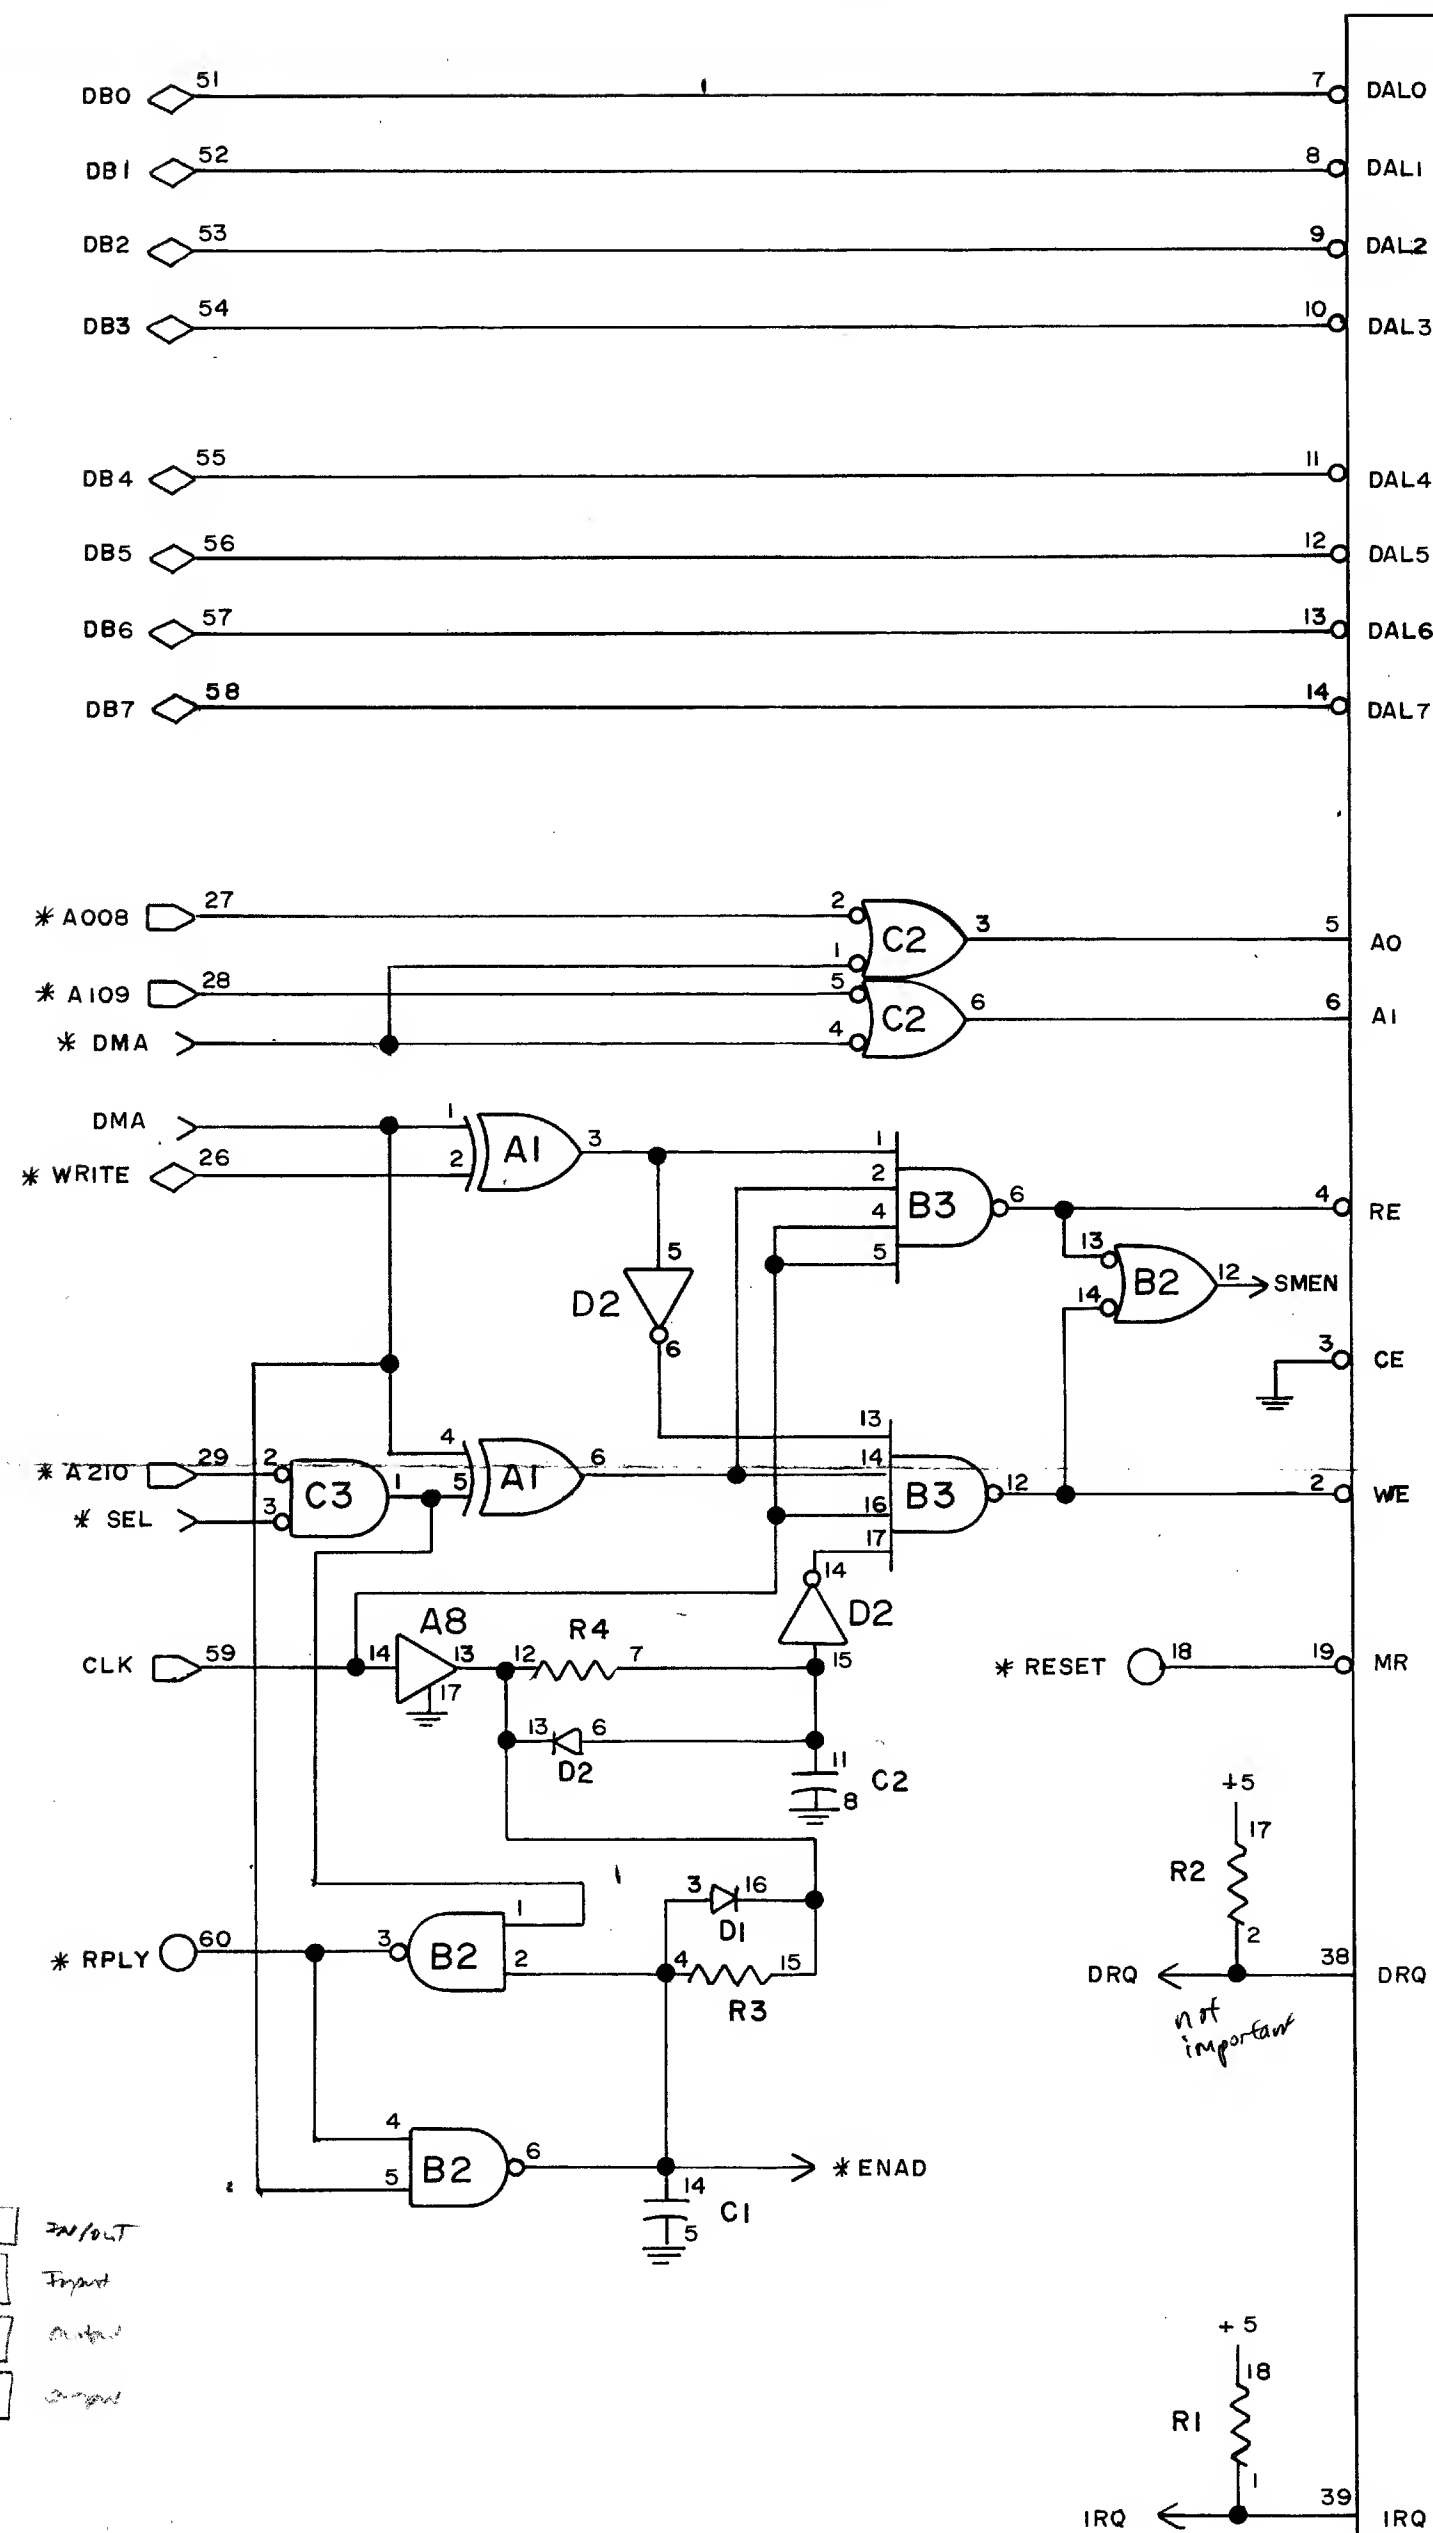 DB0 51 7 DAL0
DB1 52 8 DAL1
DB2 53 9 DAL2
DB3 54 10 DAL3
DB4 55 11 DAL4
DB5 56 12 DAL5
DB6 57 13 DAL6
DB7 58 14 DAL7
* A008 27 2 C2 3 5 A0
1
* A109 28 5 C2 6 6 A1
* DMA 4
DMA 1 A1 3 1
* WRITE 26 2 2 B3 6 4 RE
4
5 5 13 B2 12 SMEN
D2 14
6 3 CE
13
4 A1 6 14 B3 12 2 WE
* A210 29 2 C3 1 5 16
* SEL 3 17
14 D2
A8 R4
CLK 59 14 13 12 7 15 * RESET 18 19 MR
17
13 6
D2 11 C2
8
+5
17
R2
2
3 16
D1
1
* RPLY 60 3 B2 2 4 15
R3
DRQ 38 DRQ
not
important
4 B2 6 * ENAD
5 14 C1
5
IN/OUT
Input
+5
18
R1
1
IRQ 39 IRQ